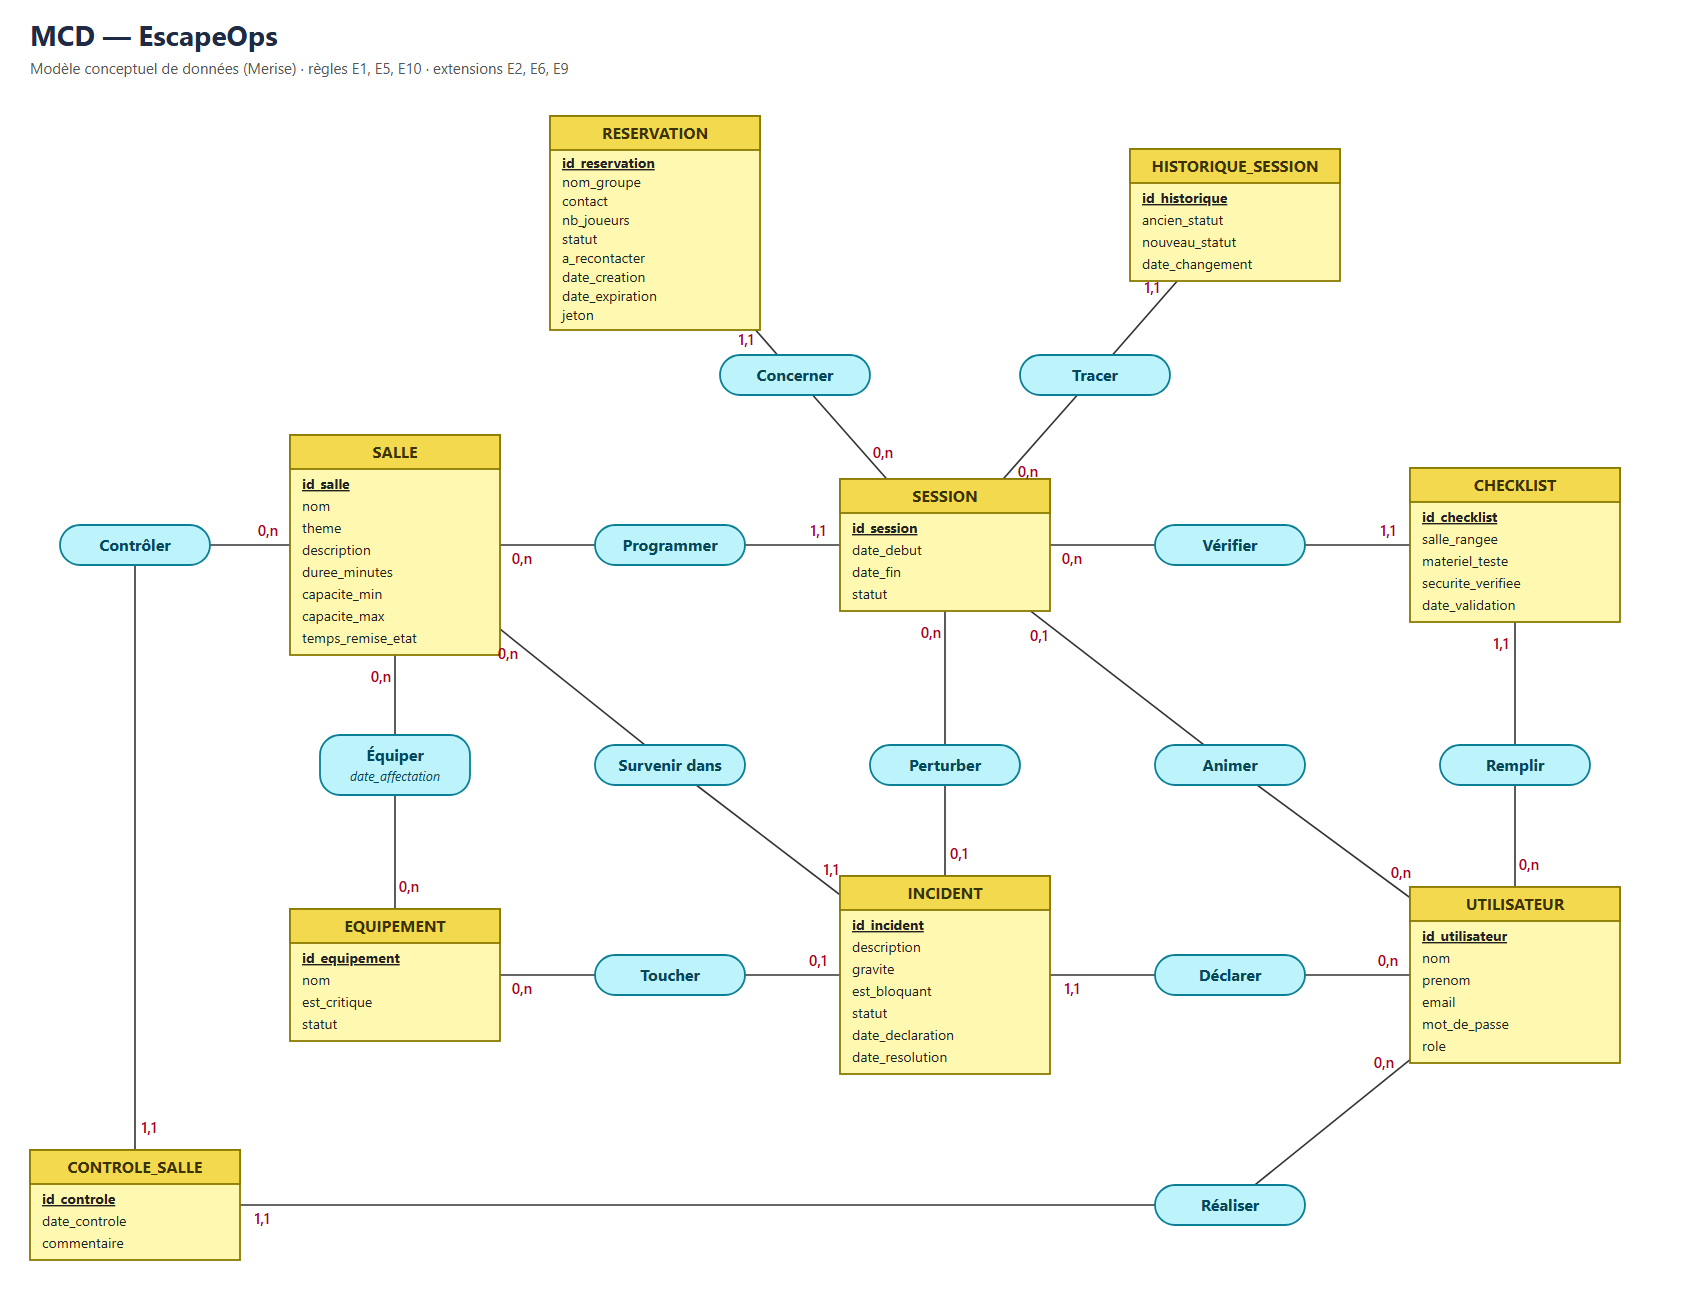 MCD — EscapeOps
Modèle conceptuel de données (Merise) · règles E1, E5, E10 · extensions E2, E6, E9
RESERVATION
id_reservation
nom_groupe
contact
nb_joueurs
statut
a_recontacter
date_creation
date_expiration
jeton
1,1
HISTORIQUE_SESSION
id_historique
ancien_statut
nouveau_statut
date_changement
1,1
Concerner
Tracer
0,n
0,n
SALLE
id_salle
nom
theme
description
duree_minutes
capacite_min
capacite_max
temps_remise_etat
Contrôler
0,n
0,n
Programmer
1,1
SESSION
id_session
date_debut
date_fin
statut
0,n
Vérifier
1,1
CHECKLIST
id_checklist
salle_rangee
materiel_teste
securite_verifiee
date_validation
0,n
0,n
0,n
0,1
1,1
Équiper
date_affectation
Survenir dans
Perturber
Animer
Remplir
0,n
1,1
0,1
0,n
0,n
EQUIPEMENT
id_equipement
nom
est_critique
statut
0,n
Toucher
0,1
INCIDENT
id_incident
description
gravite
est_bloquant
statut
date_declaration
date_resolution
1,1
Déclarer
0,n
UTILISATEUR
id_utilisateur
nom
prenom
email
mot_de_passe
role
0,n
1,1
CONTROLE_SALLE
id_controle
date_controle
commentaire
1,1
Réaliser